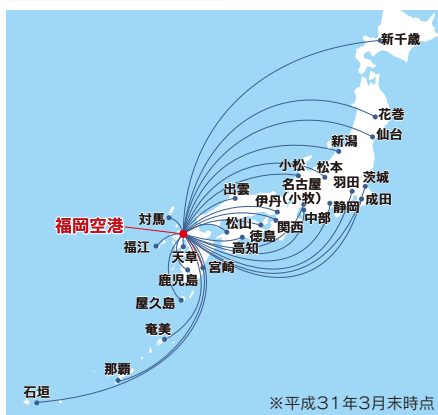 新千歳
花巻
仙台
新潟
小松
松本
名古屋
(小牧)
羽田
茨城
出雲
伊丹
中部
静岡
成田
対馬
福岡空港
松山
徳島
関西
福江
高知
天草
宮崎
鹿児島
屋久島
奄美
那覇
石垣
※平成31年3月末時点